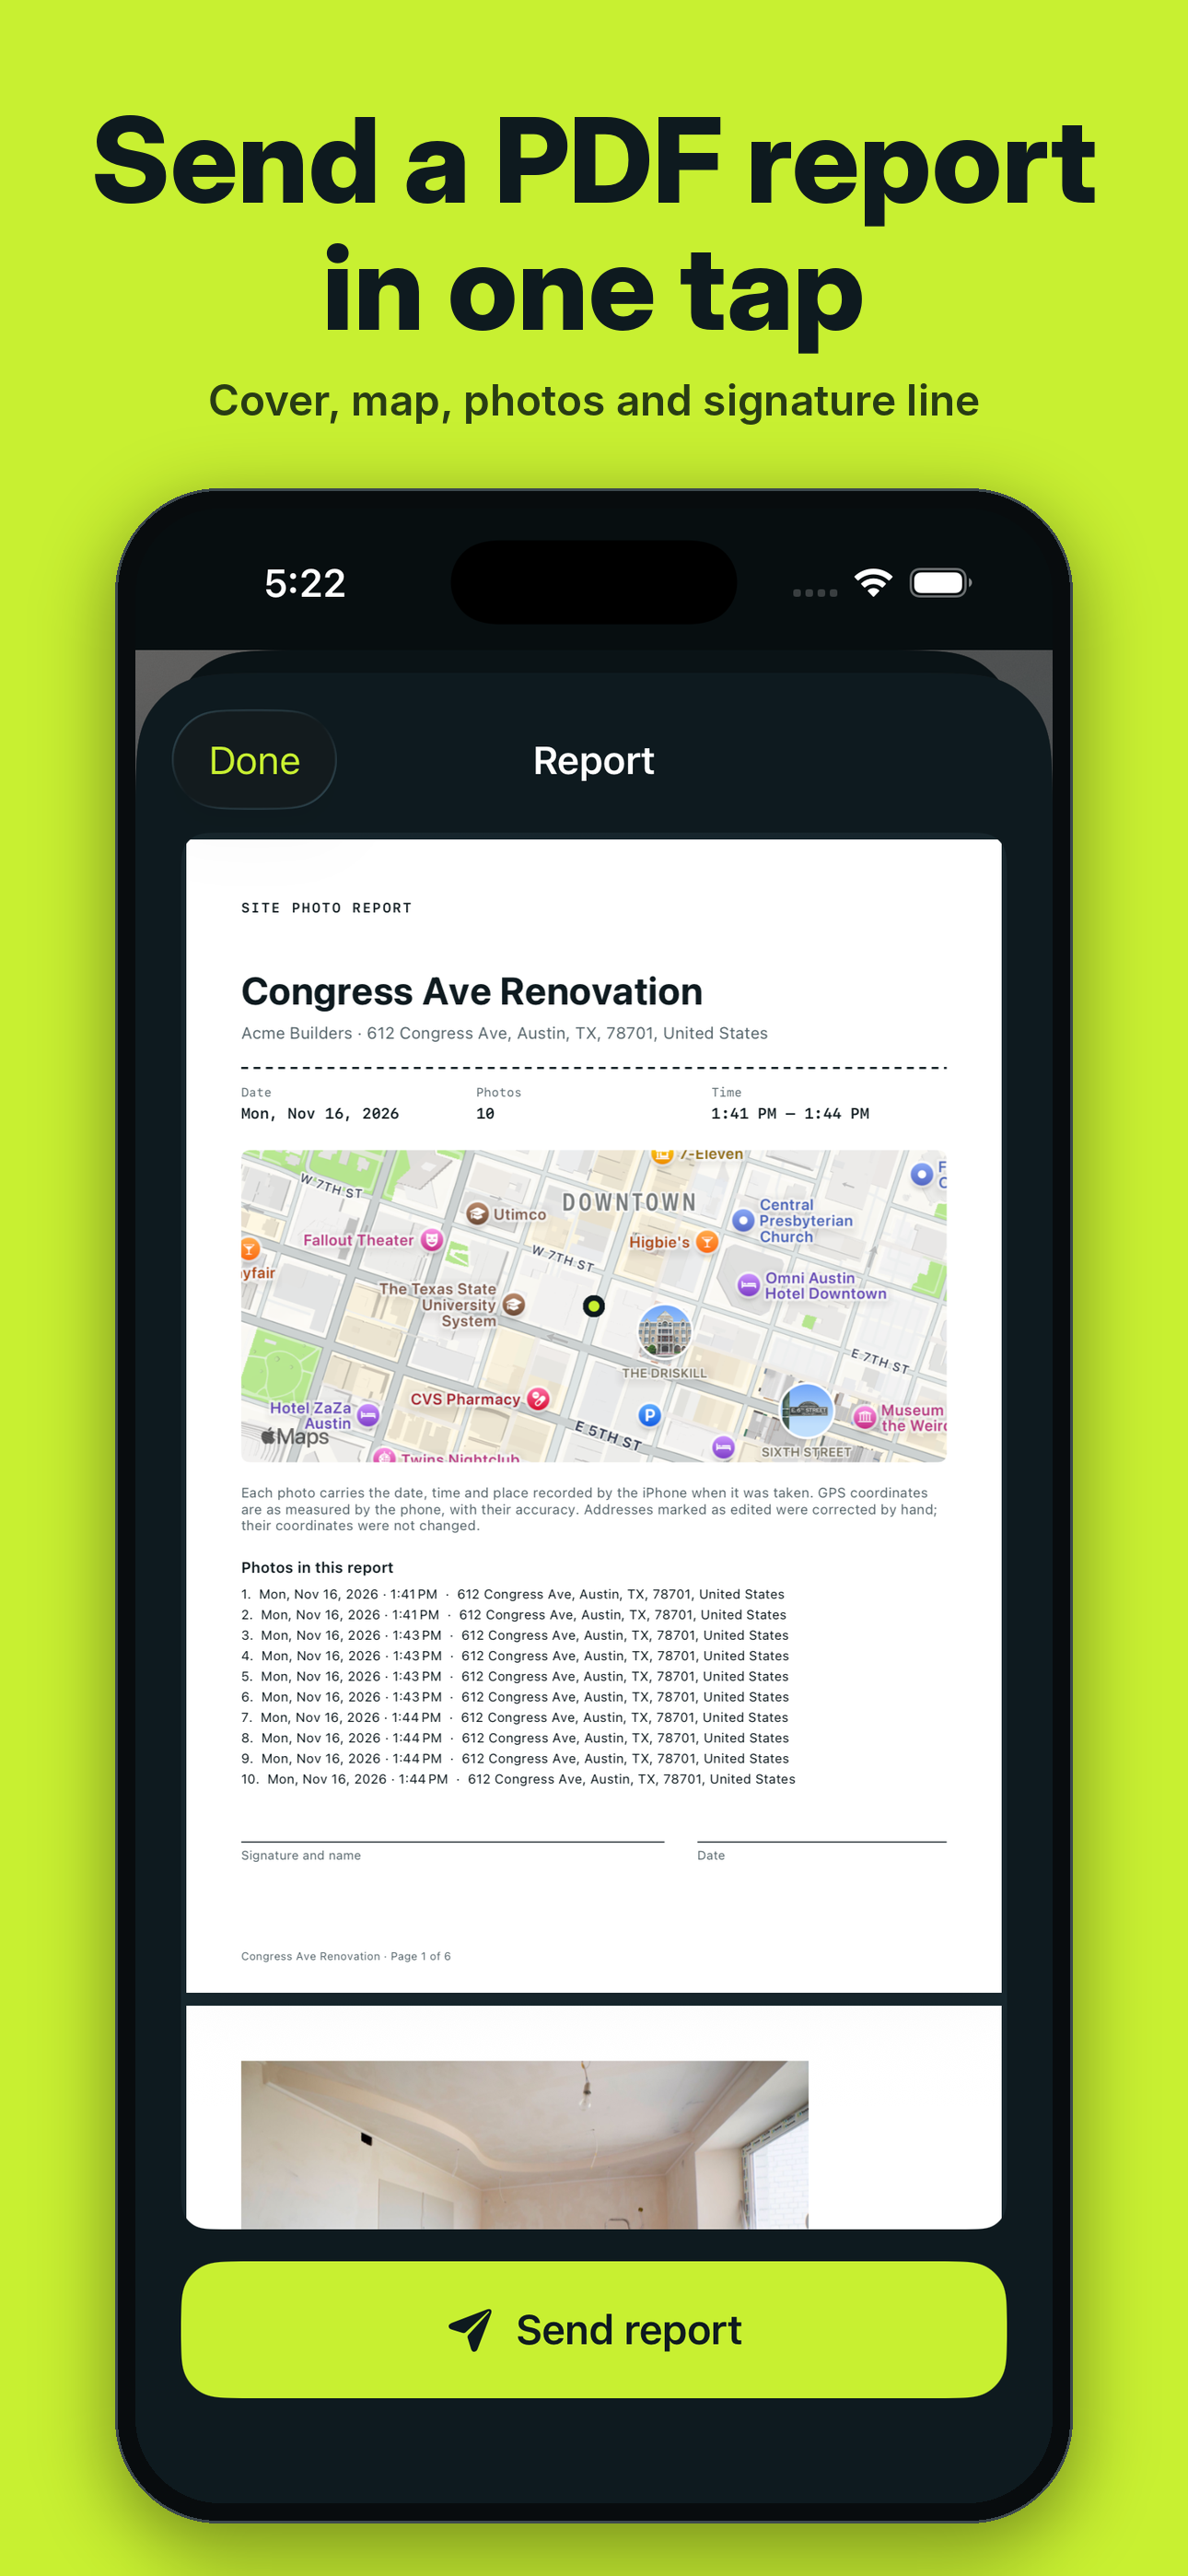 Send a PDF report
in one tap
Cover, map, photos and signature line
5:22
Done
Report
SITE PHOTO REPORT
Congress Ave Renovation
Acme Builders · 612 Congress Ave, Austin, TX, 78701, United States
Date
Photos
Time
Mon, Nov 16, 2026
10
1:41 PM – 1:44 PM
7-Eleven
W 7TH ST
DOWNTOWN
Utimco
Central
Presbyterian
Church
Fallout Theater
Higbie's
W 7TH ST
yfair
The Texas State
University
System
Omni Austin
Hotel Downtown
THE DRISKILL
E 7TH ST
CVS Pharmacy
Hotel ZaZa
Austin
P
Museum
the Weir
Maps
E 5TH ST
SIXTH STREET
Twins Nightclub
Each photo carries the date, time and place recorded by the iPhone when it was taken. GPS coordinates
are as measured by the phone, with their accuracy. Addresses marked as edited were corrected by hand;
their coordinates were not changed.
Photos in this report
1. Mon, Nov 16, 2026 · 1:41 PM · 612 Congress Ave, Austin, TX, 78701, United States
2. Mon, Nov 16, 2026 · 1:41 PM · 612 Congress Ave, Austin, TX, 78701, United States
3. Mon, Nov 16, 2026 · 1:43 PM · 612 Congress Ave, Austin, TX, 78701, United States
4. Mon, Nov 16, 2026 · 1:43 PM · 612 Congress Ave, Austin, TX, 78701, United States
5. Mon, Nov 16, 2026 · 1:43 PM · 612 Congress Ave, Austin, TX, 78701, United States
6. Mon, Nov 16, 2026 · 1:43 PM · 612 Congress Ave, Austin, TX, 78701, United States
7. Mon, Nov 16, 2026 · 1:44 PM · 612 Congress Ave, Austin, TX, 78701, United States
8. Mon, Nov 16, 2026 · 1:44 PM · 612 Congress Ave, Austin, TX, 78701, United States
9. Mon, Nov 16, 2026 · 1:44 PM · 612 Congress Ave, Austin, TX, 78701, United States
10. Mon, Nov 16, 2026 · 1:44 PM · 612 Congress Ave, Austin, TX, 78701, United States
Signature and name
Date
Congress Ave Renovation · Page 1 of 6
Send report